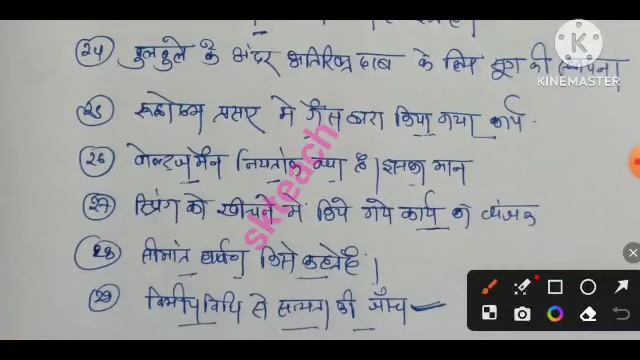 24) बुलबुले के अंदर अतिरिक्त दाब के लिए सूत्र की स्थापना
25) रूद्धोष्म प्रसार में गैस द्वारा किया गया कार्य
26) बोल्ट्ज़मैन नियतांक क्या है। इसका मान
27) स्प्रिंग को खींचने में किये गये कार्य का व्यंजक
28) सीमांत घर्षण किसे कहते हैं।
29) विमीय विधि से सत्यता की जाँच
skteach
KINEMASTER